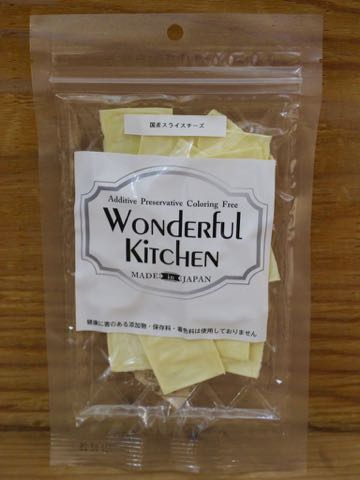 国産スライスチーズ
Additive Preservative Coloring Free
WONDERFUL
KITCHEN
MADE in JAPAN
健康に害のある添加物・保存料・着色料は使用しておりません